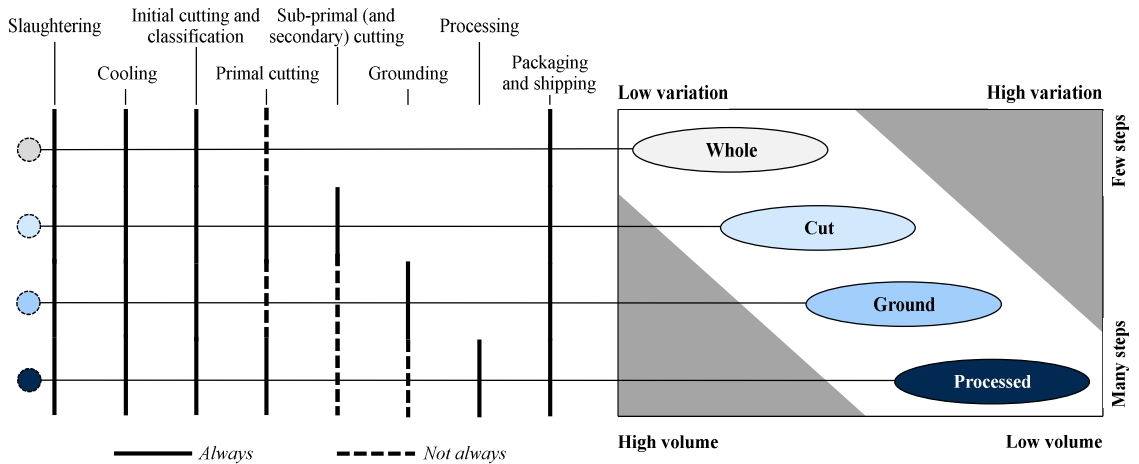 Slaughtering
Initial cutting and
classification
Sub-primal (and
secondary) cutting
Processing
Cooling
Primal cutting
Grounding
Packaging
and shipping
Low variation
High variation
Whole
Few steps
Cut
Ground
Processed
Many steps
High volume
Low volume
Always
Not always